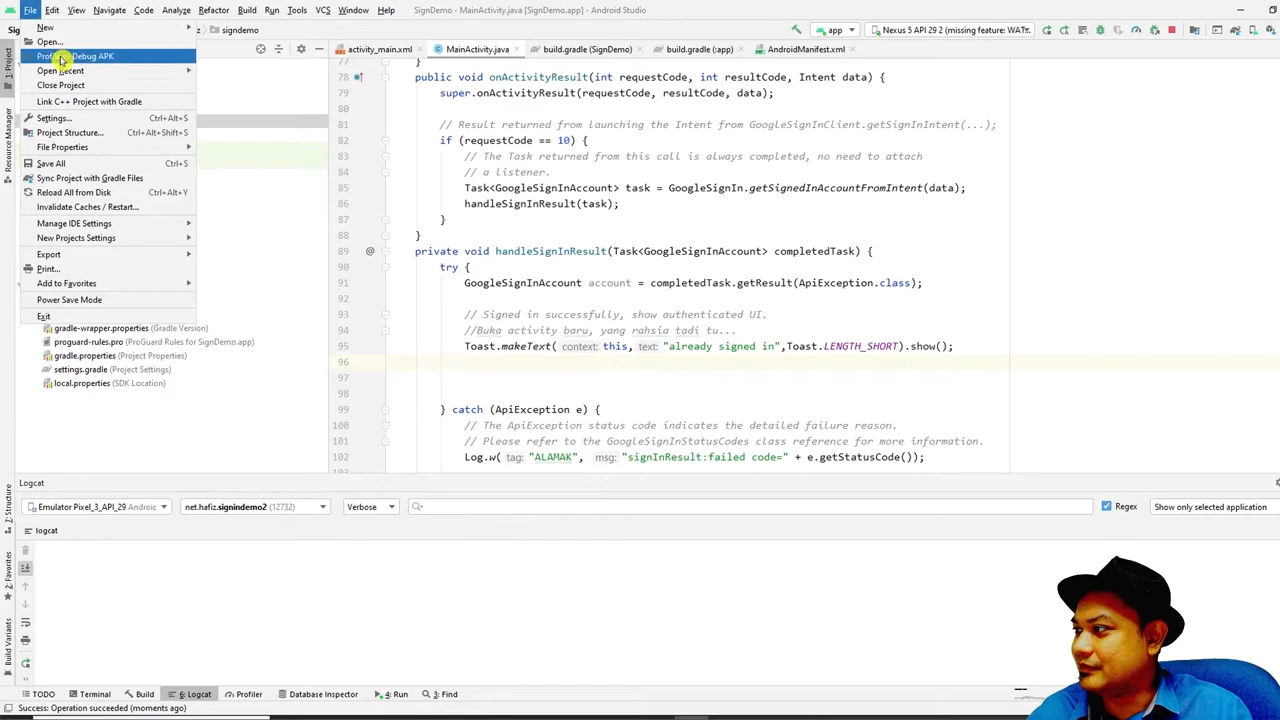 File Edit View Navigate Code Analyze Refactor Build Run Tools VCS Window Help SignDemo - MainActivity.java [SignDemo.app] - Android Studio
signdemo app Nexus 5 API 29 2 (missing feature: WAT
New
Open...
Debug APK
Open Recent
Close Project
Link C++ Project with Gradle
Settings... Ctrl+Alt+S
Project Structure... Ctrl+Alt+Shift+S
File Properties
Save All Ctrl+S
Sync Project with Gradle Files
Reload All from Disk Ctrl+Alt+Y
Invalidate Caches / Restart...
Manage IDE Settings
New Projects Settings
Export
Print...
Add to Favorites
Power Save Mode
Exit
gradle-wrapper.properties (Gradle Version)
proguard-rules.pro (ProGuard Rules for SignDemo.app)
gradle.properties (Project Properties)
settings.gradle (Project Settings)
local.properties (SDK Location)
1: Project
Resource Manager
activity_main.xml MainActivity.java build.gradle (SignDemo) build.gradle (:app) AndroidManifest.xml
77 }
78 public void onActivityResult(int requestCode, int resultCode, Intent data) {
79 super.onActivityResult(requestCode, resultCode, data);
80
81 // Result returned from launching the Intent from GoogleSignInClient.getSignInIntent(...);
82 if (requestCode == 10) {
83 // The Task returned from this call is always completed, no need to attach
84 // a listener.
85 Task<GoogleSignInAccount> task = GoogleSignIn.getSignedInAccountFromIntent(data);
86 handleSignInResult(task);
87 }
88 }
89 @ private void handleSignInResult(Task<GoogleSignInAccount> completedTask) {
90 try {
91 GoogleSignInAccount account = completedTask.getResult(ApiException.class);
92
93 // Signed in successfully, show authenticated UI.
94 //Buka activity baru, yang rahsia tadi tu...
95 Toast.makeText( context: this, text: "already signed in",Toast.LENGTH_SHORT).show();
96
97
98
99 } catch (ApiException e) {
100 // The ApiException status code indicates the detailed failure reason.
101 // Please refer to the GoogleSignInStatusCodes class reference for more information.
102 Log.w( tag: "ALAMAK", msg: "signInResult:failed code=" + e.getStatusCode());
103
Logcat
Emulator Pixel_3_API_29 Androic net.hafiz.signindemo2 (12732) Verbose Regex Show only selected application
logcat
7: Structure
2: Favorites
Build Variants
TODO Terminal Build 6: Logcat Profiler Database Inspector 4: Run 3: Find
Success: Operation succeeded (moments ago)